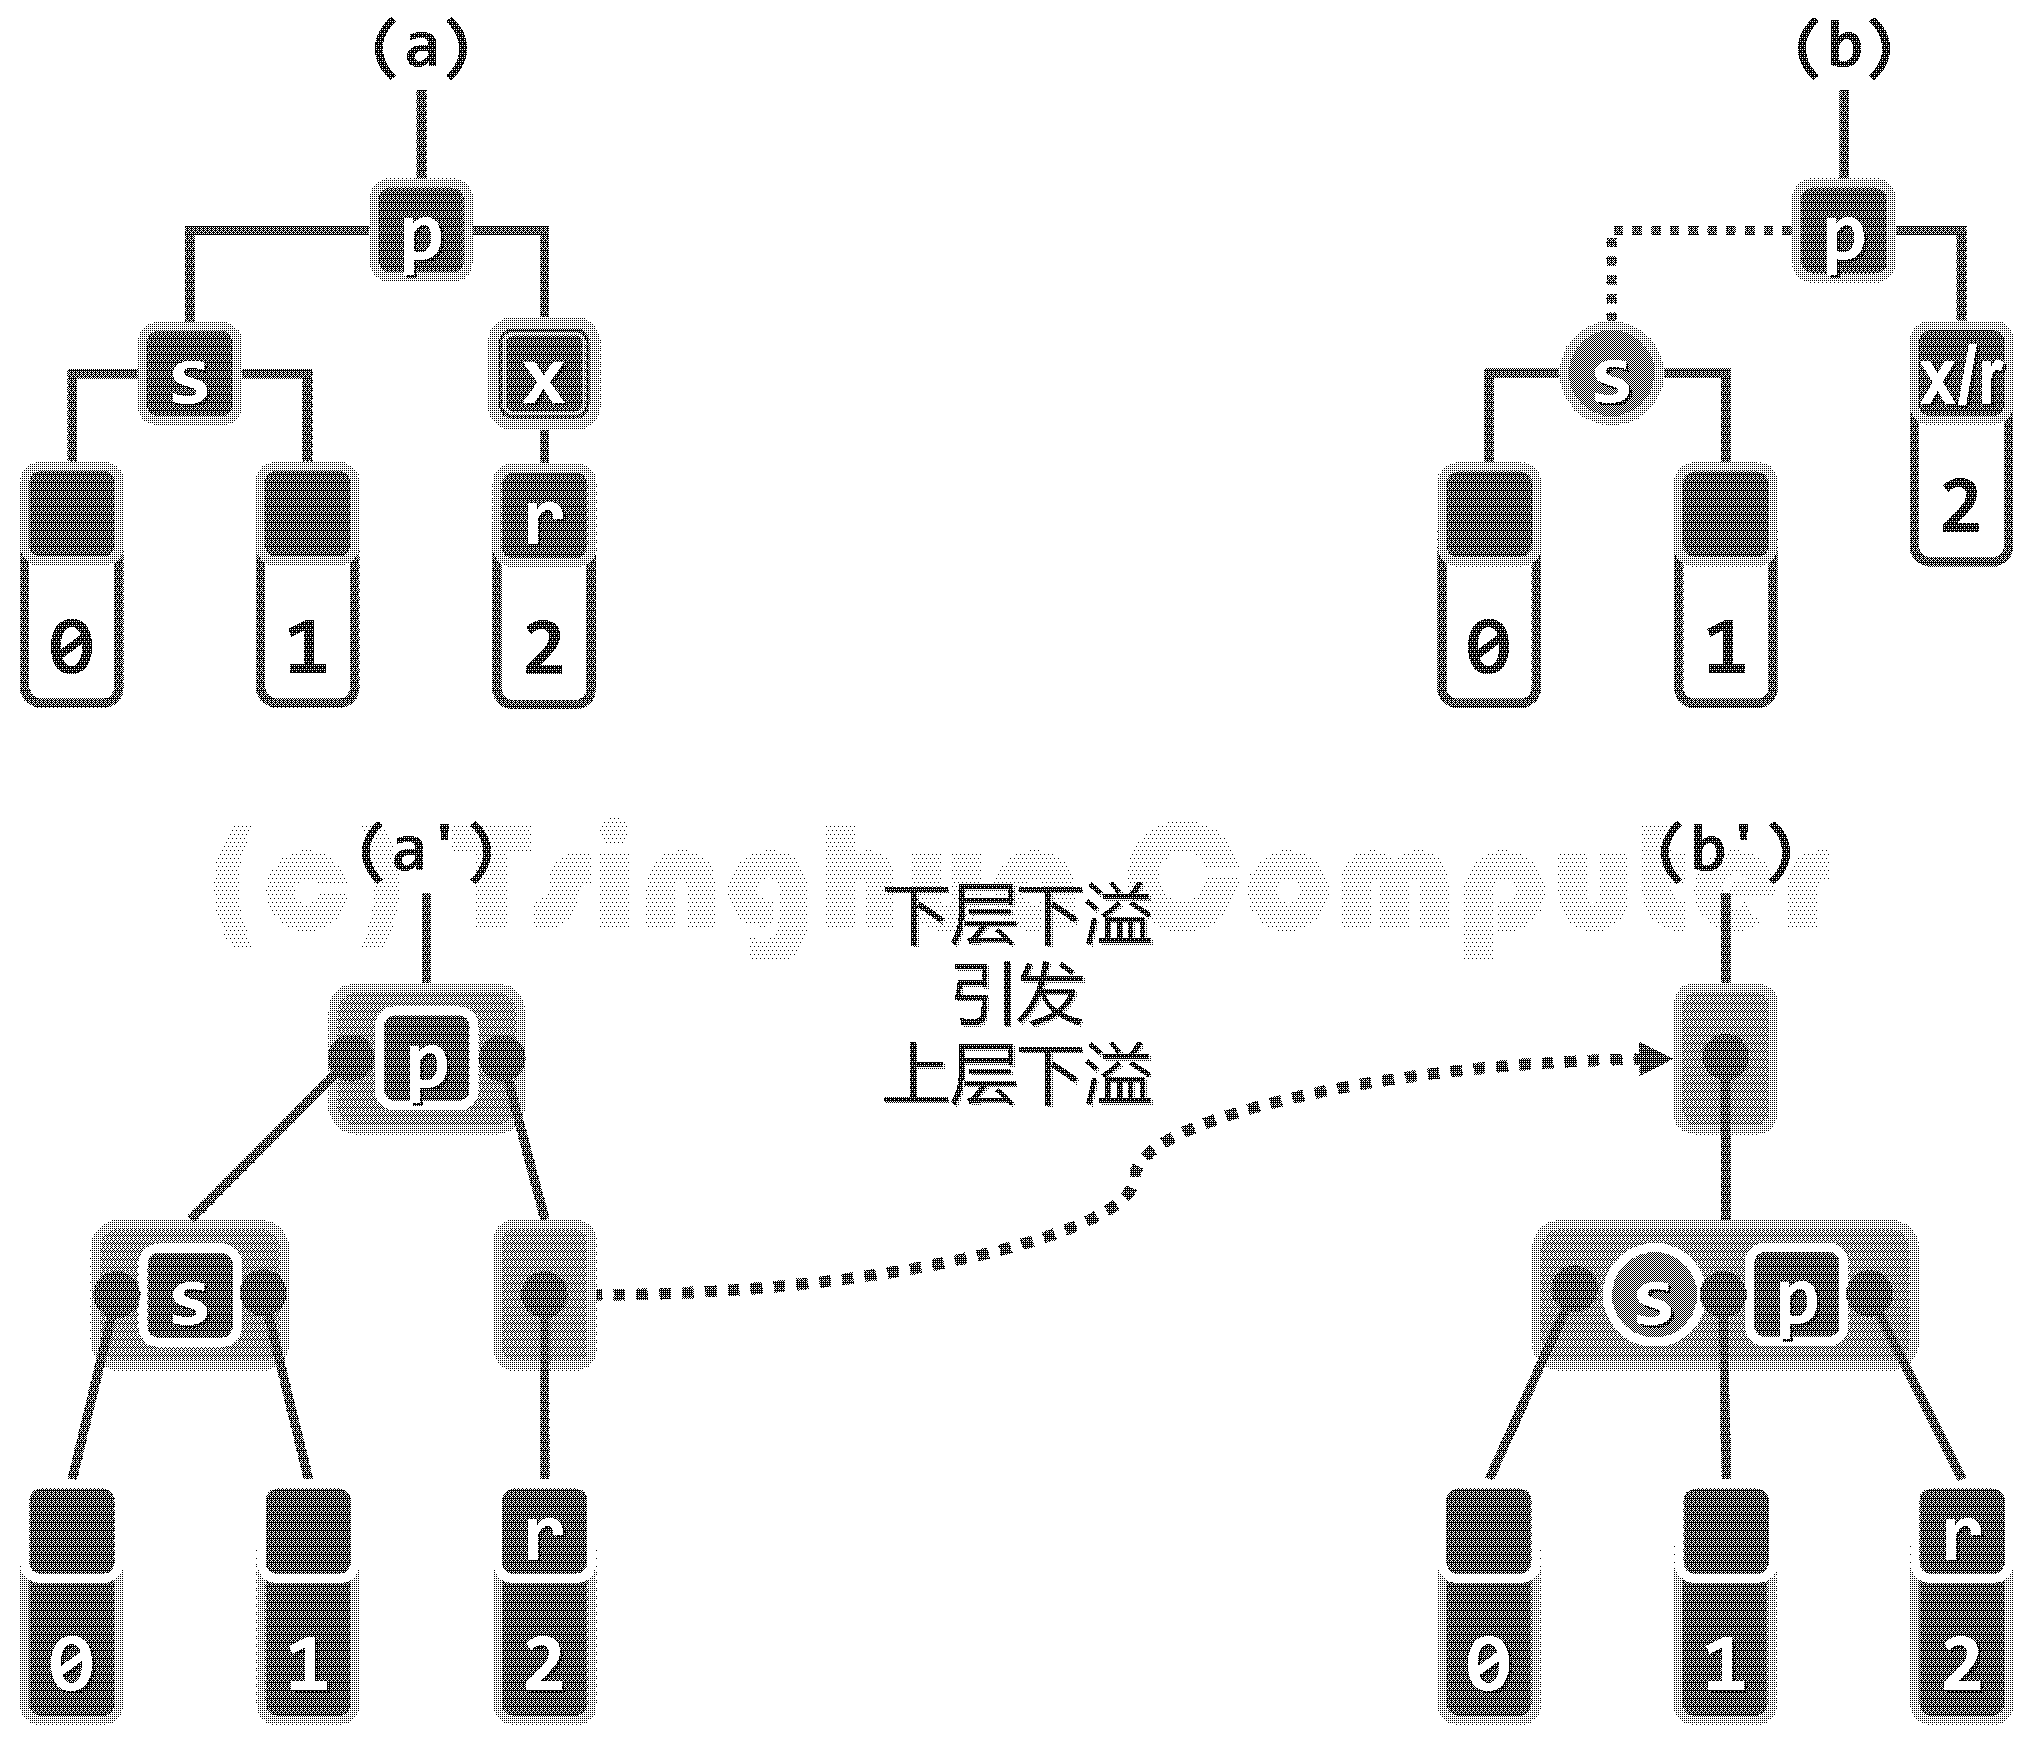 (a) (b)
p p
s x s x/r
r
2
0 1 2 0 1
(c) Tsinghua Computer
(a') (b')
下层下溢
引发
上层下溢
p
s s p
r r
0 1 2 0 1 2